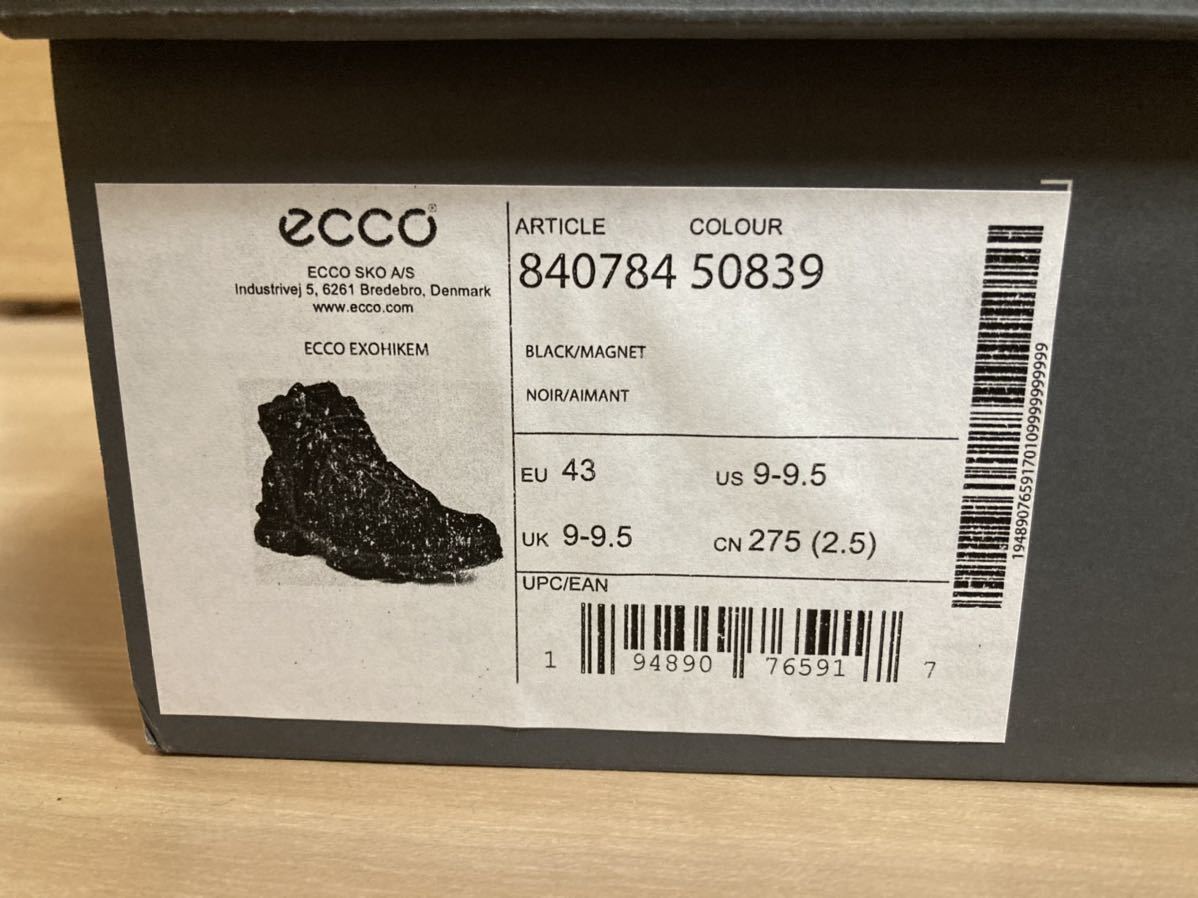 ecco®
ECCO SKO A/S
Industrivej 5, 6261 Bredebro, Denmark
www.ecco.com
ECCO EXOHIKEM
ARTICLE COLOUR
840784 50839
BLACK/MAGNET
NOIR/AIMANT
EU 43 US 9-9.5
UK 9-9.5 CN 275 (2.5)
UPC/EAN
1 94890 76591 7
19489076591701099999999999